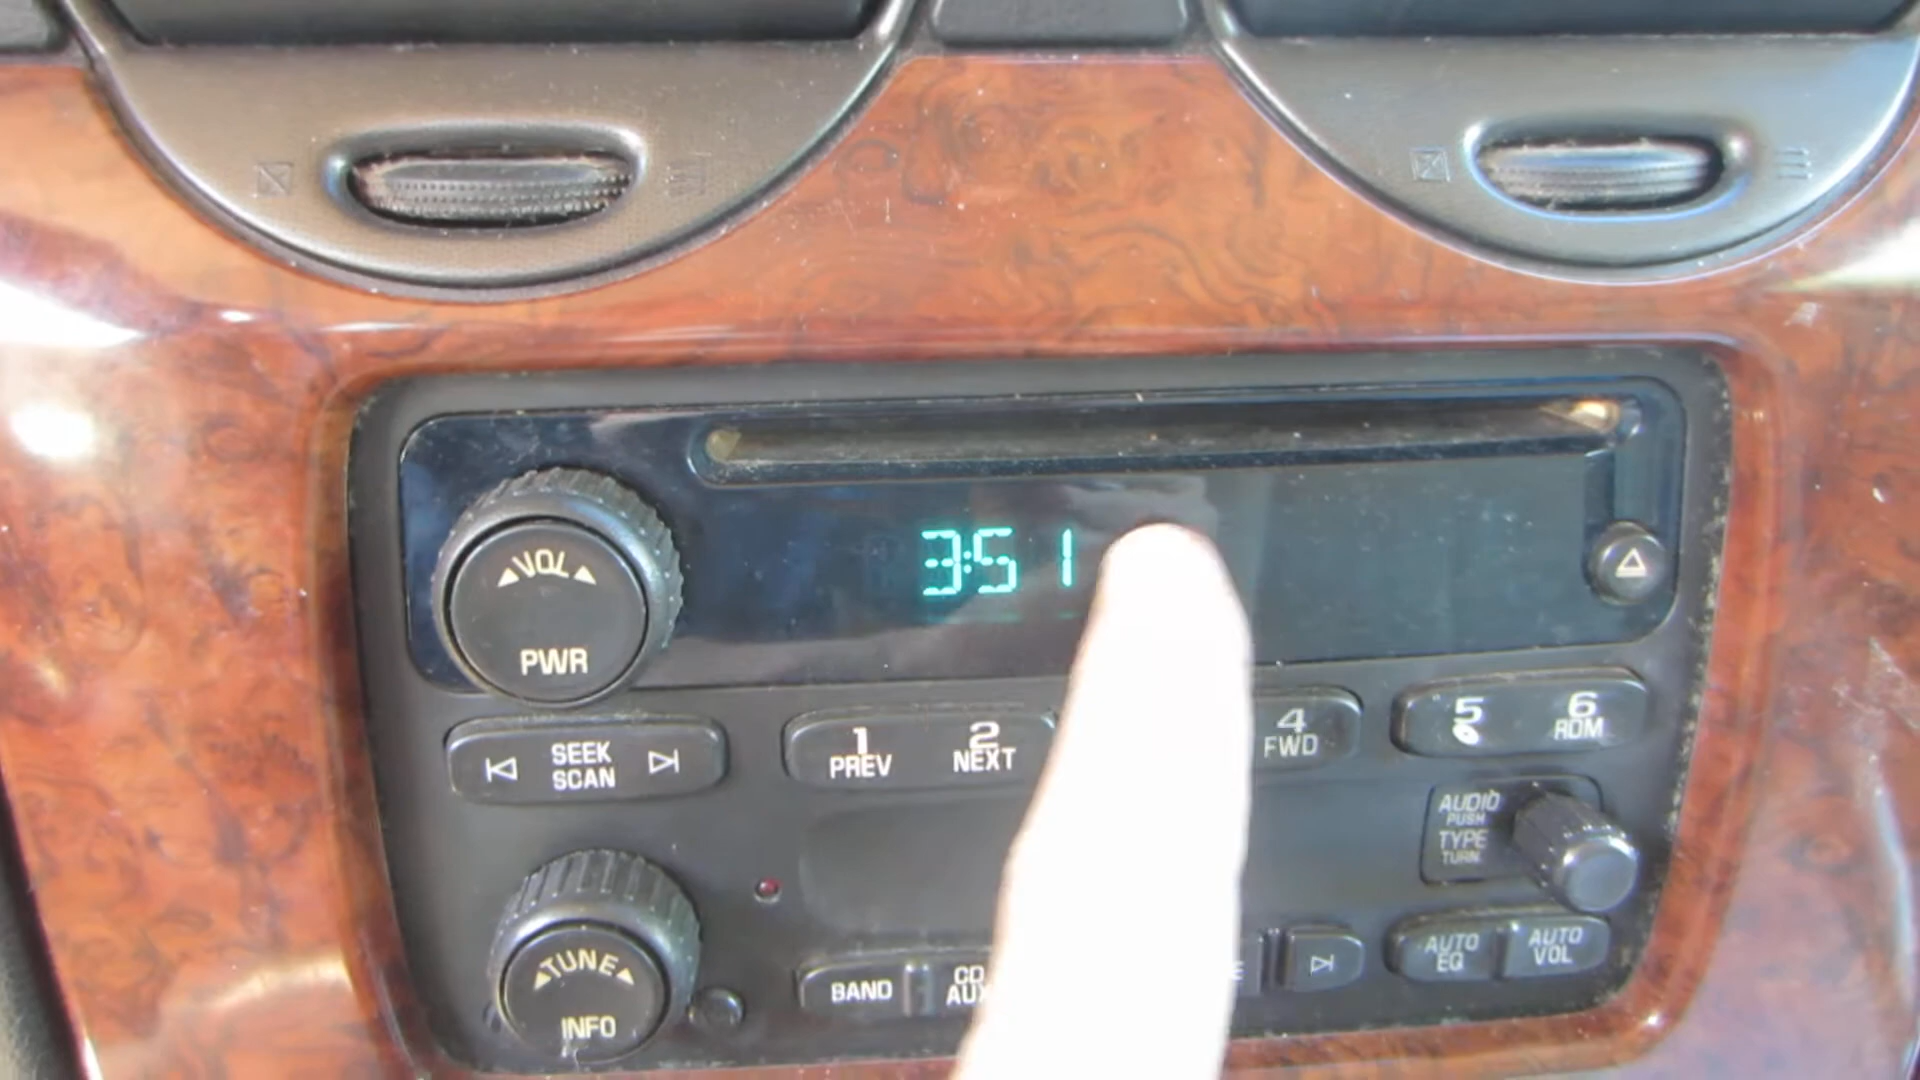 3:51
VOL
PWR
SEEK
SCAN
1
PREV
2
NEXT
4
FWD
5
6
RDM
AUDIO
PUSH
TYPE
TURN
TUNE
INFO
BAND
CD
AUX
E
AUTO
EQ
AUTO
VOL